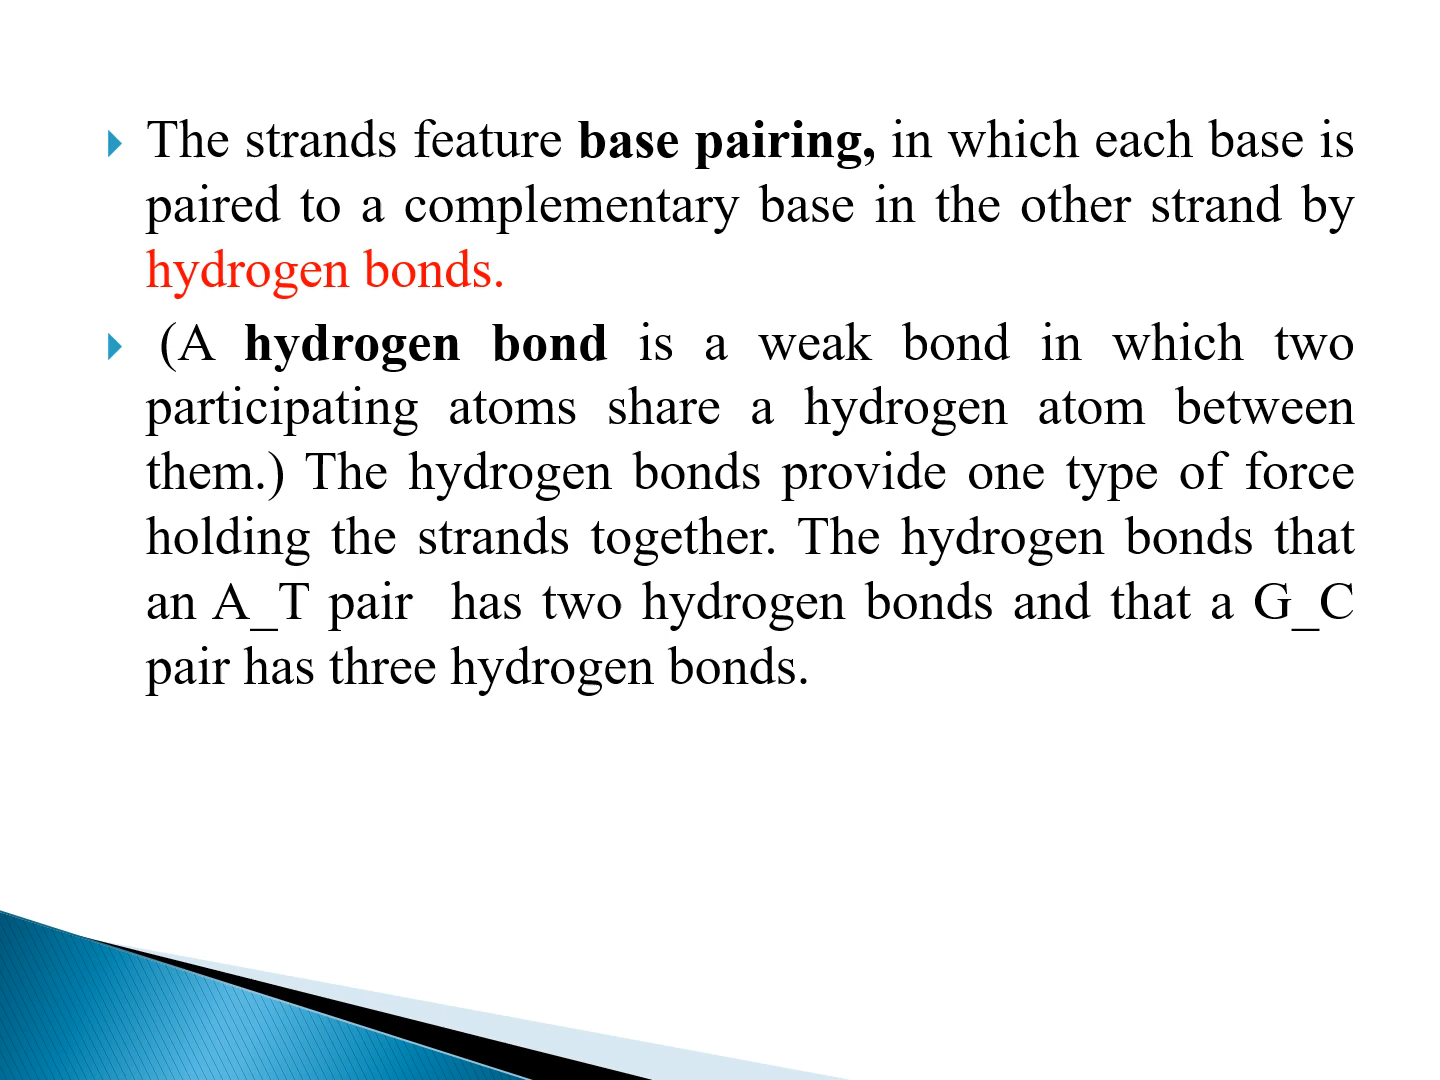 The strands feature base pairing, in which each base is
paired to a complementary base in the other strand by
hydrogen bonds.
(A hydrogen bond is a weak bond in which two
participating atoms share a hydrogen atom between
them.) The hydrogen bonds provide one type of force
holding the strands together. The hydrogen bonds that
an A_T pair  has two hydrogen bonds and that a G_C
pair has three hydrogen bonds.